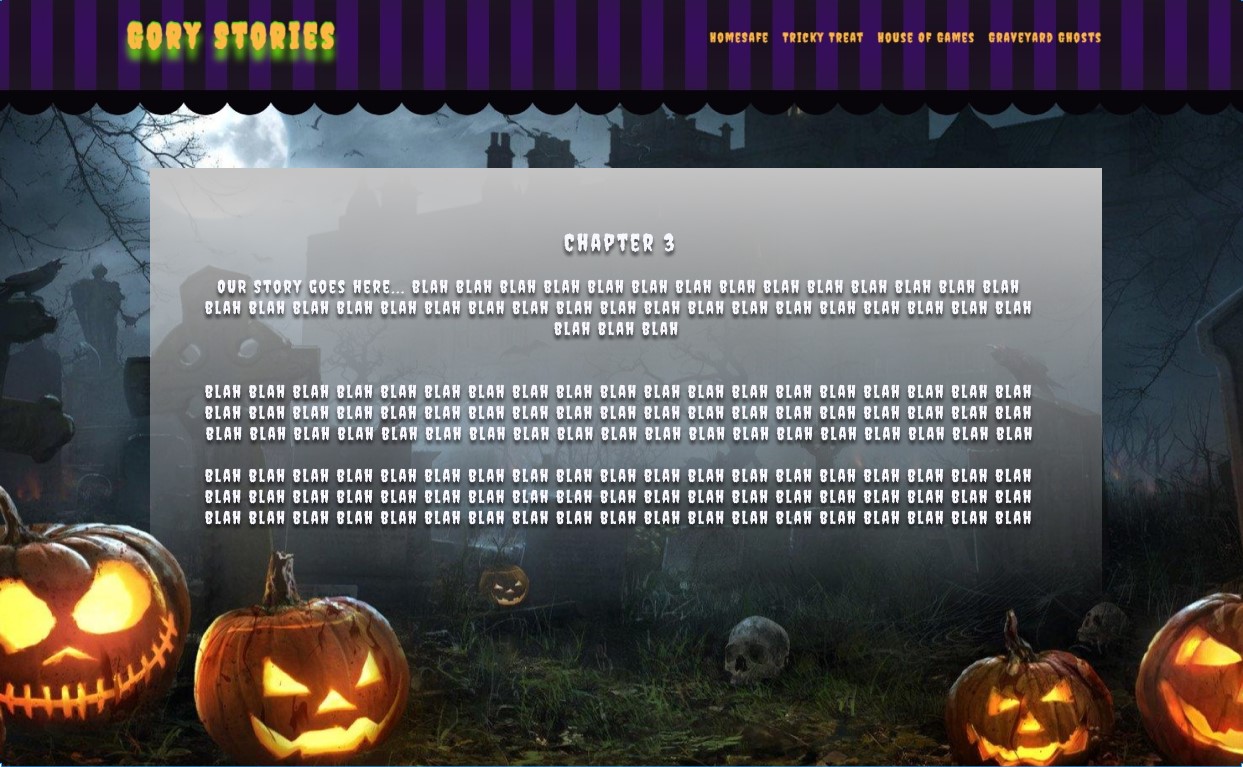 GORY STORIES
HOMESAFE TRICKY TREAT HOUSE OF GAMES GRAVEYARD GHOSTS
CHAPTER 3
OUR STORY GOES HERE... BLAH BLAH BLAH BLAH BLAH BLAH BLAH BLAH BLAH BLAH BLAH BLAH BLAH BLAH
BLAH BLAH BLAH BLAH BLAH BLAH BLAH BLAH BLAH BLAH BLAH BLAH BLAH BLAH BLAH BLAH BLAH BLAH BLAH
BLAH BLAH BLAH
BLAH BLAH BLAH BLAH BLAH BLAH BLAH BLAH BLAH BLAH BLAH BLAH BLAH BLAH BLAH BLAH BLAH BLAH BLAH
BLAH BLAH BLAH BLAH BLAH BLAH BLAH BLAH BLAH BLAH BLAH BLAH BLAH BLAH BLAH BLAH BLAH BLAH BLAH
BLAH BLAH BLAH BLAH BLAH BLAH BLAH BLAH BLAH BLAH BLAH BLAH BLAH BLAH BLAH BLAH BLAH BLAH BLAH
BLAH BLAH BLAH BLAH BLAH BLAH BLAH BLAH BLAH BLAH BLAH BLAH BLAH BLAH BLAH BLAH BLAH BLAH BLAH
BLAH BLAH BLAH BLAH BLAH BLAH BLAH BLAH BLAH BLAH BLAH BLAH BLAH BLAH BLAH BLAH BLAH BLAH BLAH
BLAH BLAH BLAH BLAH BLAH BLAH BLAH BLAH BLAH BLAH BLAH BLAH BLAH BLAH BLAH BLAH BLAH BLAH BLAH